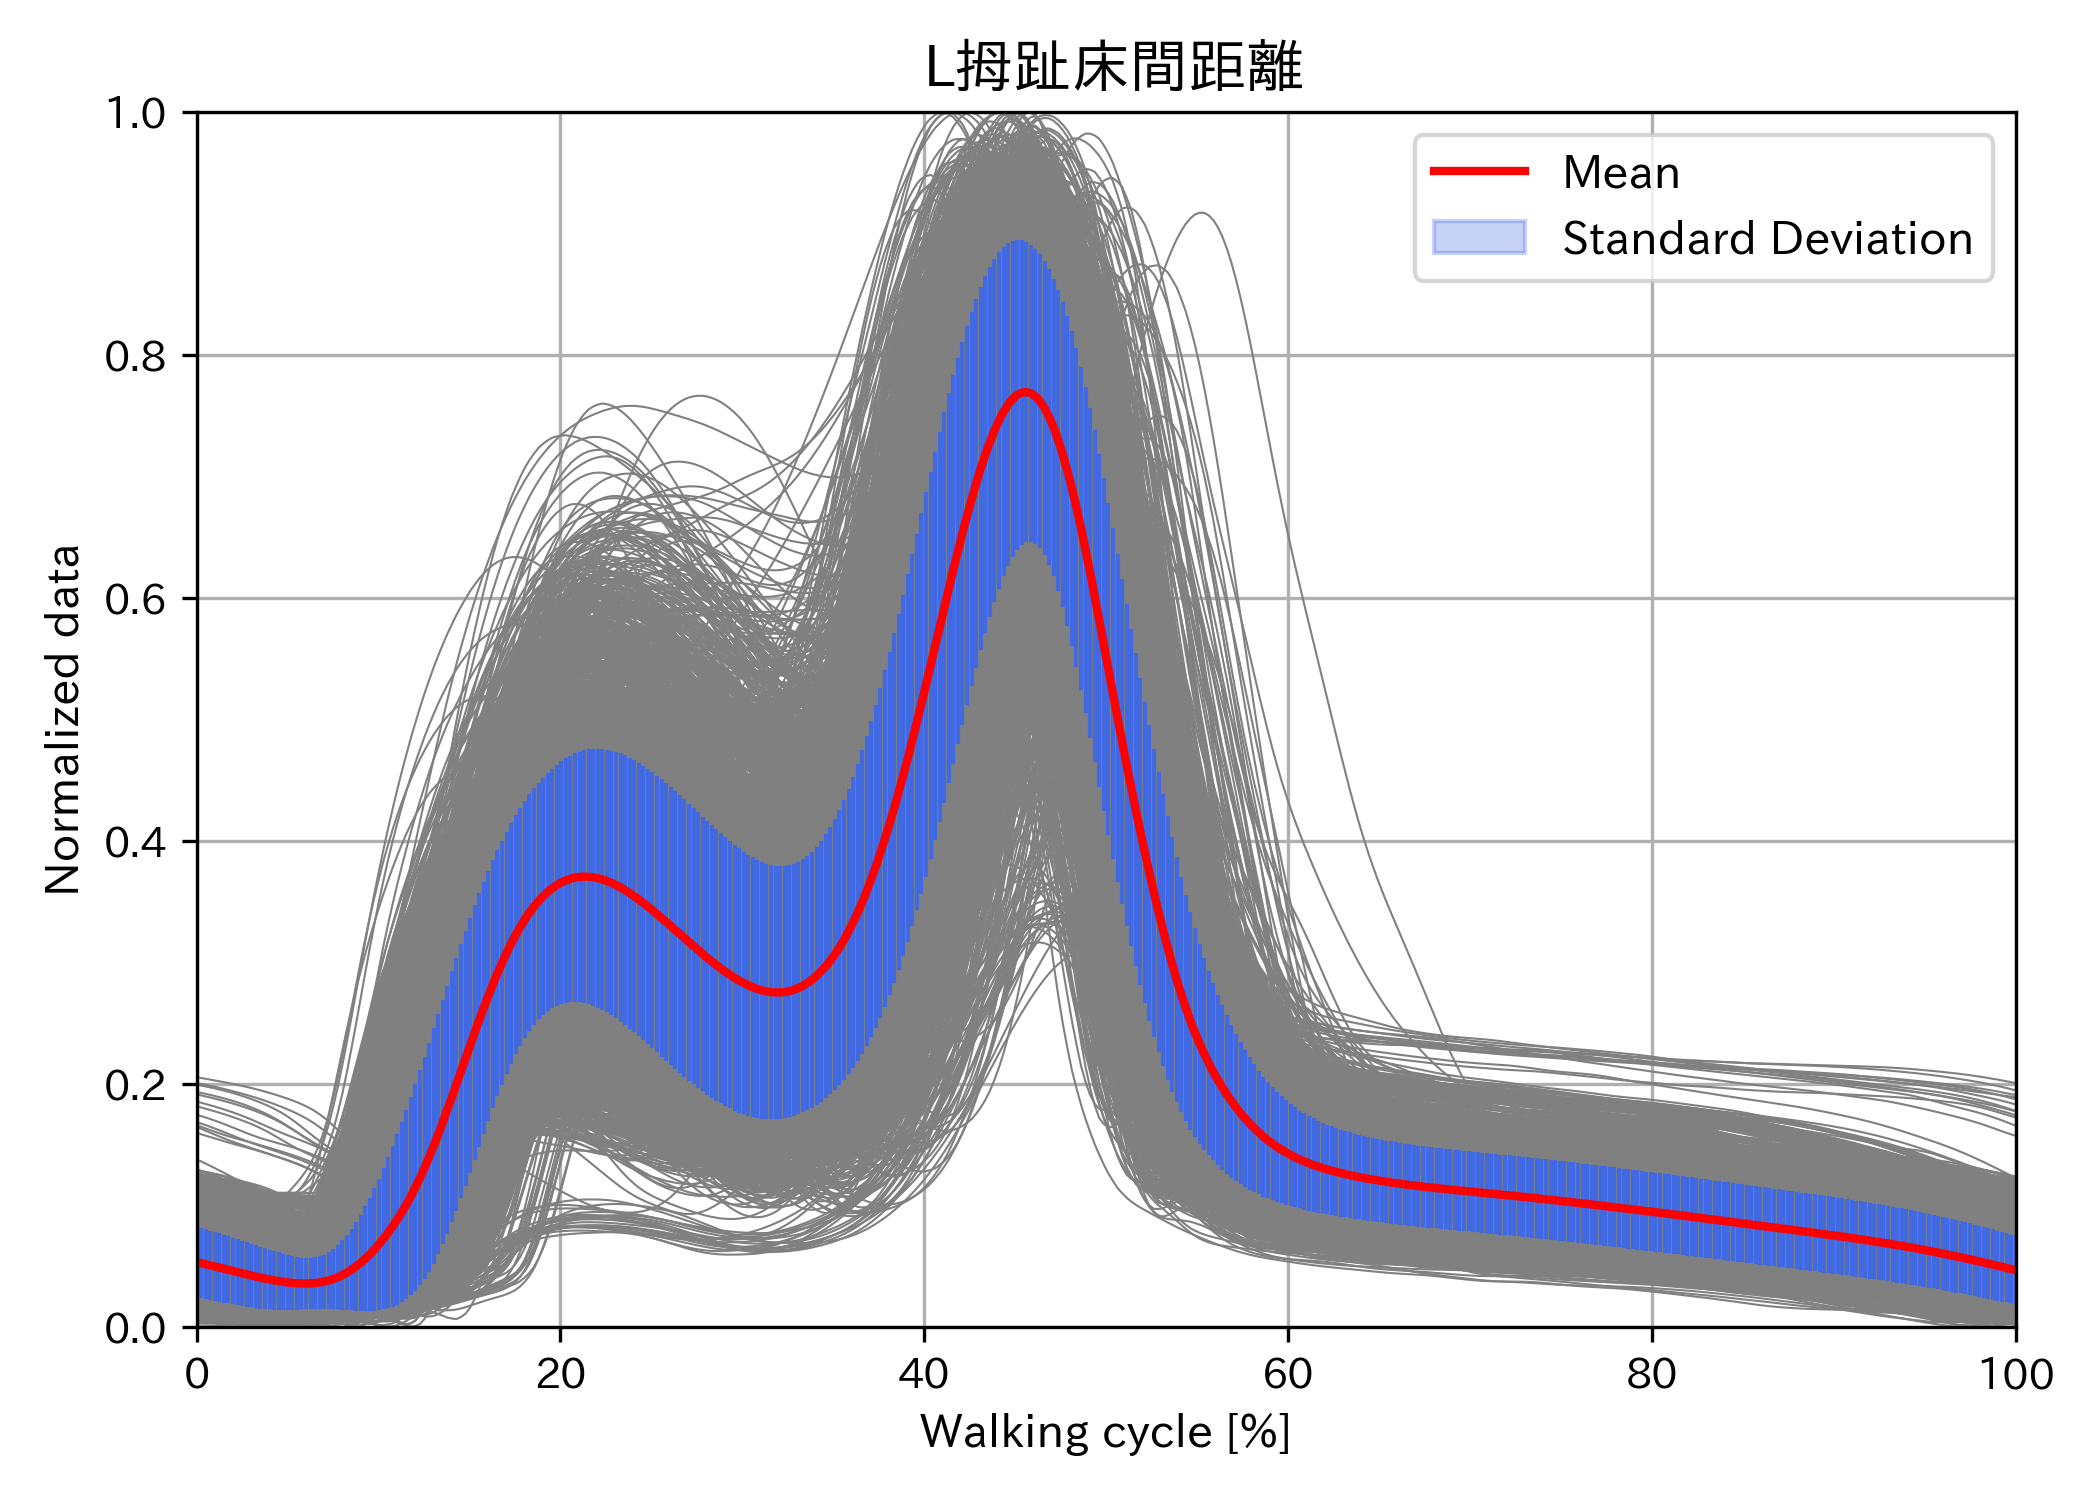 L拇趾床間距離
Mean
Standard Deviation
Normalized data
1.0
0.8
0.6
0.4
0.2
0.0
0 20 40 60 80 100
Walking cycle [%]